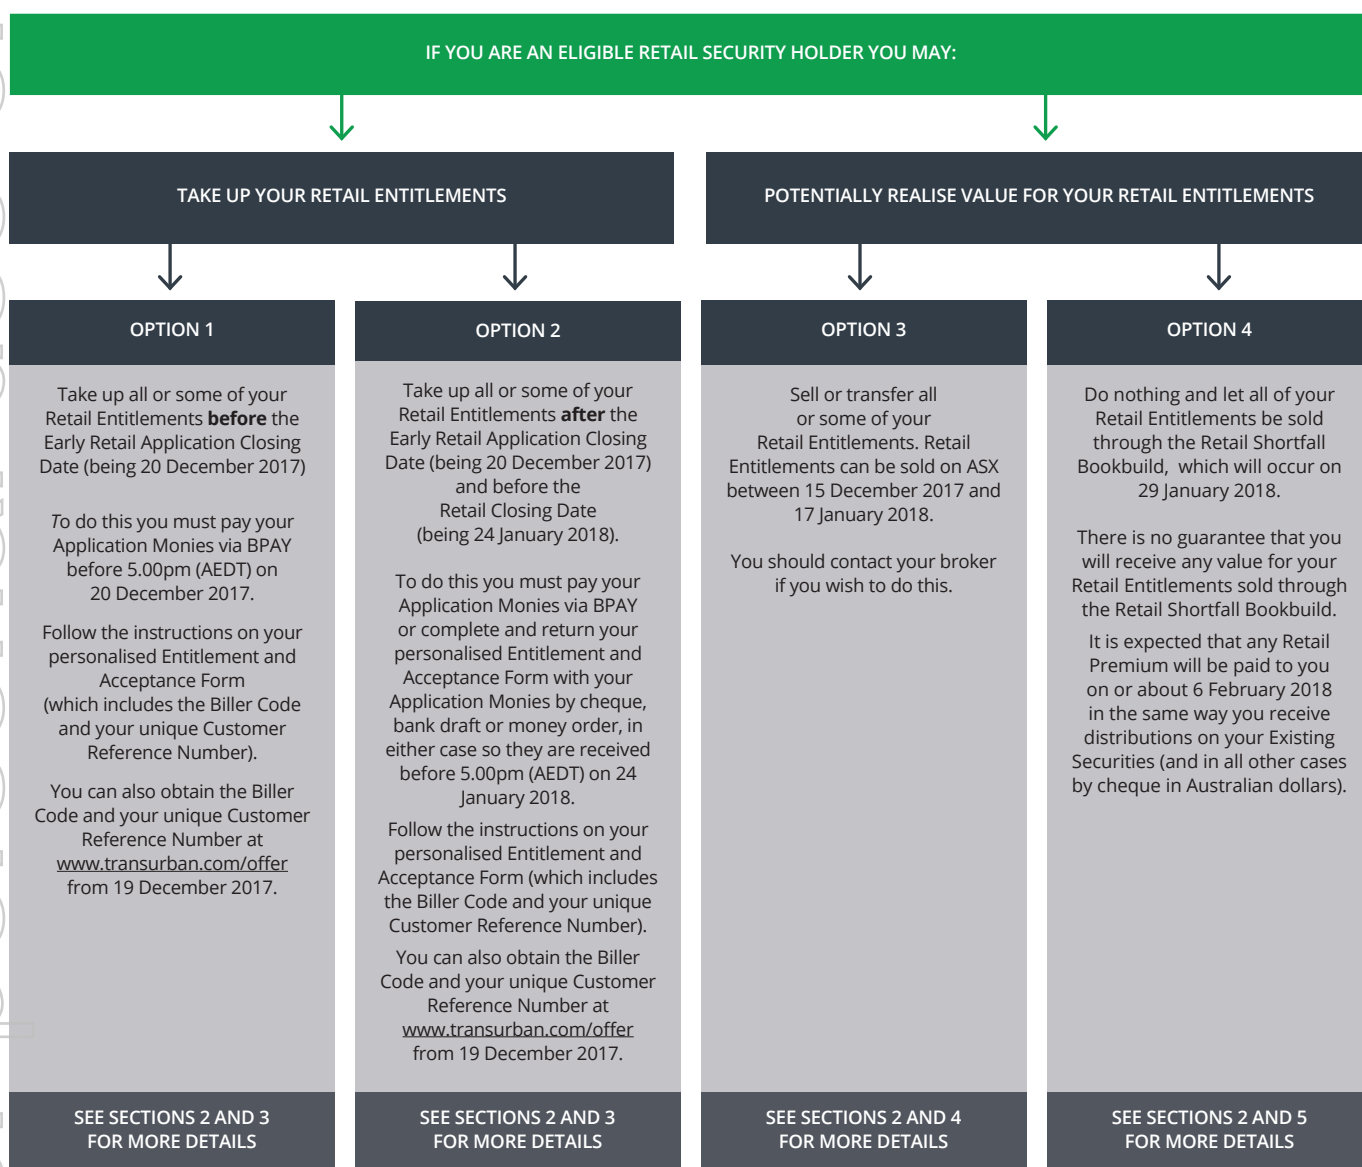 IF YOU ARE AN ELIGIBLE RETAIL SECURITY HOLDER YOU MAY:
TAKE UP YOUR RETAIL ENTITLEMENTS
POTENTIALLY REALISE VALUE FOR YOUR RETAIL ENTITLEMENTS
OPTION 1
Take up all or some of your
Retail Entitlements before the
Early Retail Application Closing
Date (being 20 December 2017)
To do this you must pay your
Application Monies via BPAY
before 5.00pm (AEDT) on
20 December 2017.
Follow the instructions on your
personalised Entitlement and
Acceptance Form
(which includes the Biller Code
and your unique Customer
Reference Number).
You can also obtain the Biller
Code and your unique Customer
Reference Number at
www.transurban.com/offer
from 19 December 2017.
SEE SECTIONS 2 AND 3
FOR MORE DETAILS
OPTION 2
Take up all or some of your
Retail Entitlements after the
Early Retail Application Closing
Date (being 20 December 2017)
and before the
Retail Closing Date
(being 24 January 2018).
To do this you must pay your
Application Monies via BPAY
or complete and return your
personalised Entitlement and
Acceptance Form with your
Application Monies by cheque,
bank draft or money order, in
either case so they are received
before 5.00pm (AEDT) on 24
January 2018.
Follow the instructions on your
personalised Entitlement and
Acceptance Form (which includes
the Biller Code and your unique
Customer Reference Number).
You can also obtain the Biller
Code and your unique Customer
Reference Number at
www.transurban.com/offer
from 19 December 2017.
SEE SECTIONS 2 AND 3
FOR MORE DETAILS
OPTION 3
Sell or transfer all
or some of your
Retail Entitlements. Retail
Entitlements can be sold on ASX
between 15 December 2017 and
17 January 2018.
You should contact your broker
if you wish to do this.
SEE SECTIONS 2 AND 4
FOR MORE DETAILS
OPTION 4
Do nothing and let all of your
Retail Entitlements be sold
through the Retail Shortfall
Bookbuild, which will occur on
29 January 2018.
There is no guarantee that you
will receive any value for your
Retail Entitlements sold through
the Retail Shortfall Bookbuild.
It is expected that any Retail
Premium will be paid to you
on or about 6 February 2018
in the same way you receive
distributions on your Existing
Securities (and in all other cases
by cheque in Australian dollars).
SEE SECTIONS 2 AND 5
FOR MORE DETAILS